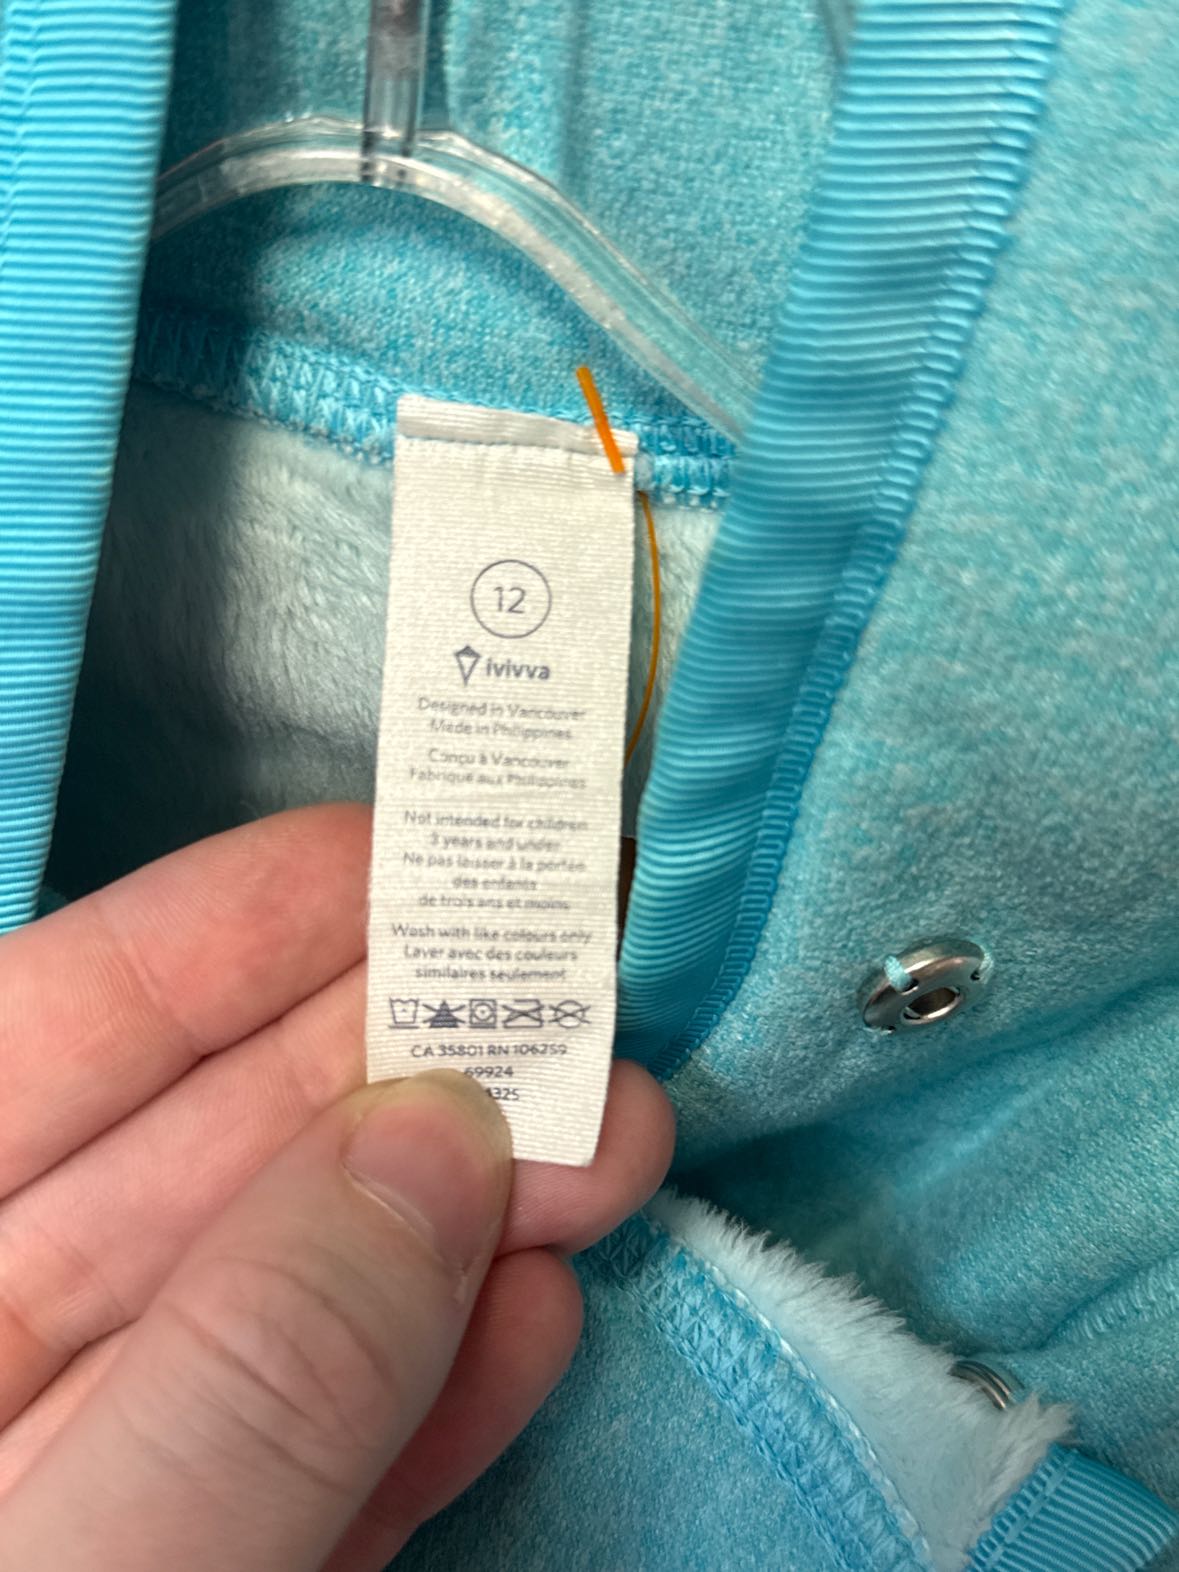 12
ivivva
Designed in Vancouver
Made in Philippines
Conçu à Vancouver
Fabrique aux Philippines
Not intended for children
3 years and under
Ne pas laisser à la portée
des enfants
de trois ans et moins
Wash with like colours only
Laver avec des couleurs
similaires seulement
CA 35801 RN 106259
69924
4325